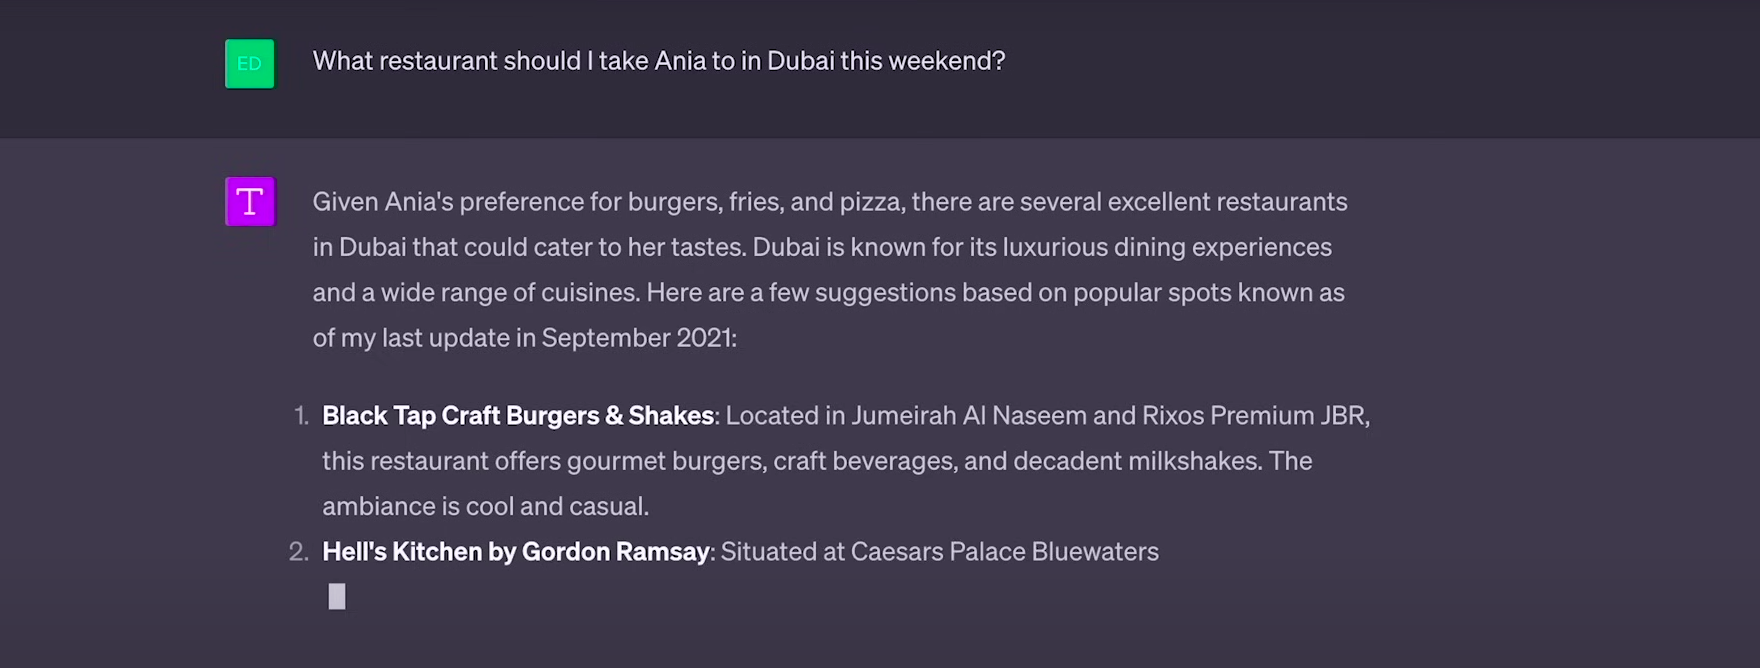 ED
What restaurant should I take Ania to in Dubai this weekend?
T
Given Ania's preference for burgers, fries, and pizza, there are several excellent restaurants
in Dubai that could cater to her tastes. Dubai is known for its luxurious dining experiences
and a wide range of cuisines. Here are a few suggestions based on popular spots known as
of my last update in September 2021:
1. Black Tap Craft Burgers & Shakes: Located in Jumeirah Al Naseem and Rixos Premium JBR,
this restaurant offers gourmet burgers, craft beverages, and decadent milkshakes. The
ambiance is cool and casual.
2. Hell's Kitchen by Gordon Ramsay: Situated at Caesars Palace Bluewaters